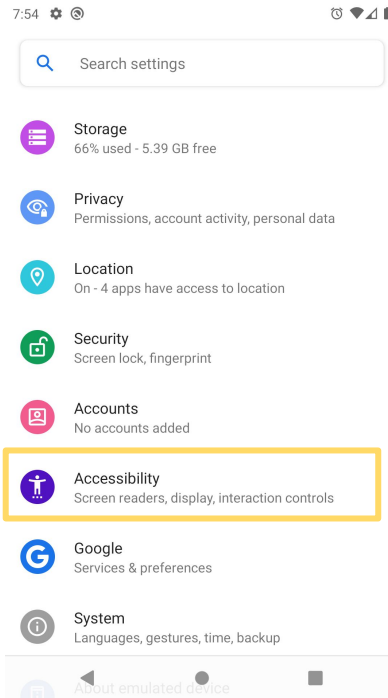 7:54
Search settings
Storage
66% used - 5.39 GB free
Privacy
Permissions, account activity, personal data
Location
On - 4 apps have access to location
Security
Screen lock, fingerprint
Accounts
No accounts added
Accessibility
Screen readers, display, interaction controls
Google
Services & preferences
System
Languages, gestures, time, backup
About emulated device